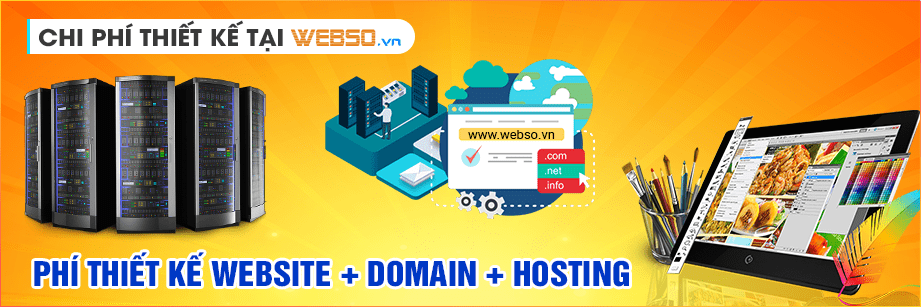 CHI PHÍ THIẾT KẾ TẠI WEBSO.vn
www.webso.vn
.com
.net
.info
PHÍ THIẾT KẾ WEBSITE + DOMAIN + HOSTING